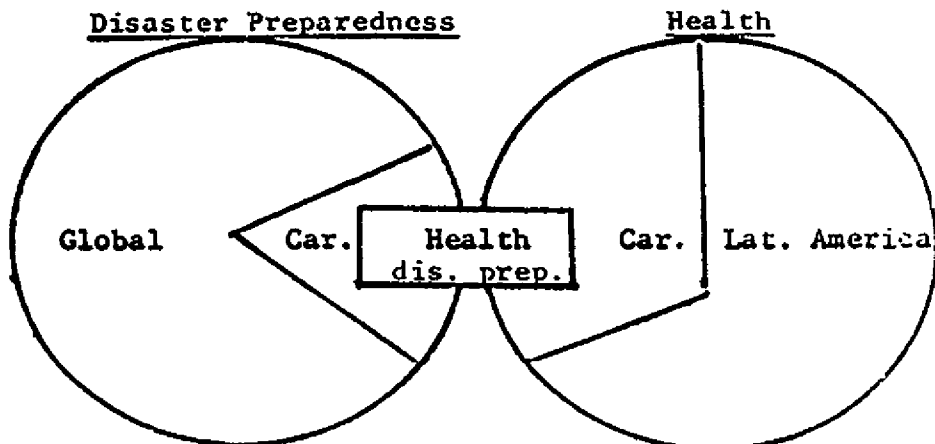 Disaster Preparedness
Health
Global
Car.
Health
dis. prep.
Car.
Lat. America